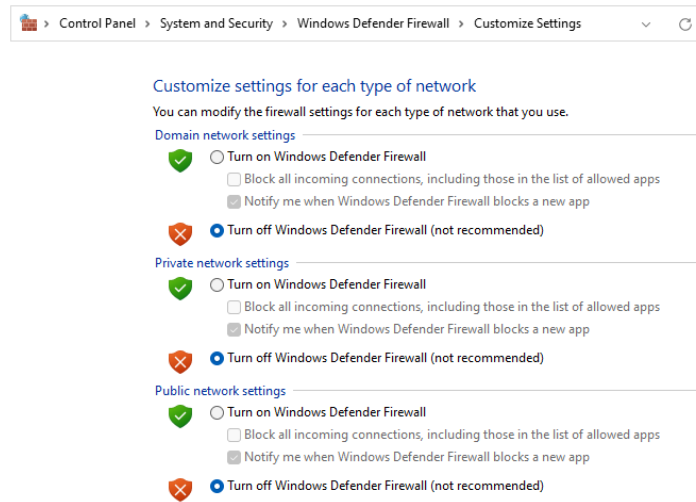 Control Panel > System and Security > Windows Defender Firewall > Customize Settings
Customize settings for each type of network
You can modify the firewall settings for each type of network that you use.
Domain network settings
Turn on Windows Defender Firewall
Block all incoming connections, including those in the list of allowed apps
Notify me when Windows Defender Firewall blocks a new app
Turn off Windows Defender Firewall (not recommended)
Private network settings
Turn on Windows Defender Firewall
Block all incoming connections, including those in the list of allowed apps
Notify me when Windows Defender Firewall blocks a new app
Turn off Windows Defender Firewall (not recommended)
Public network settings
Turn on Windows Defender Firewall
Block all incoming connections, including those in the list of allowed apps
Notify me when Windows Defender Firewall blocks a new app
Turn off Windows Defender Firewall (not recommended)